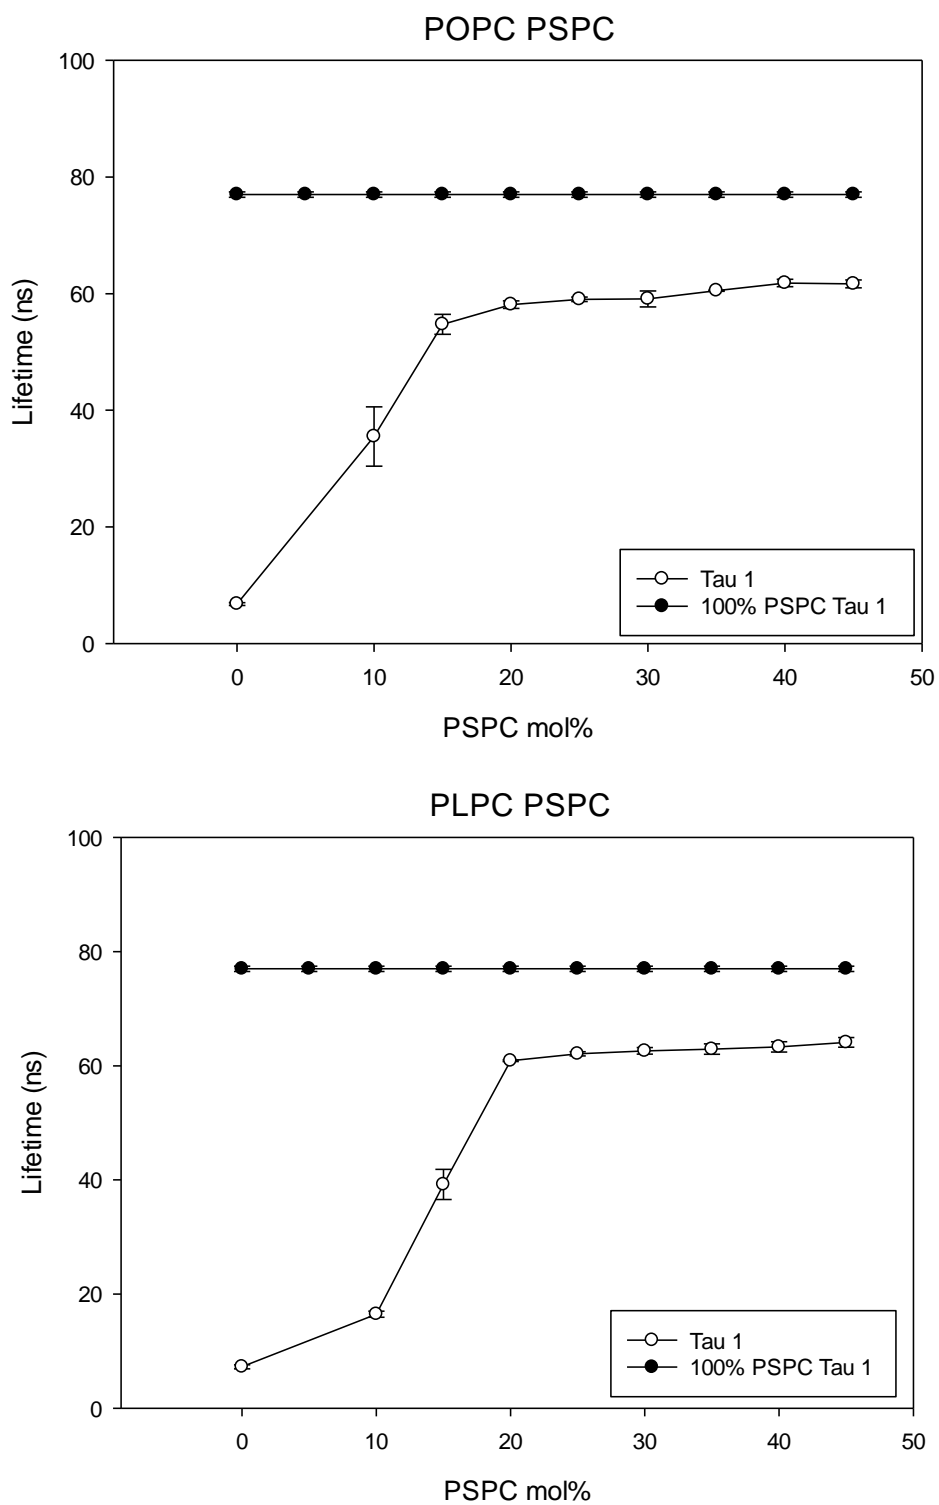 POPC PSPC
100
80
60
40
20
0
Lifetime (ns)
Tau 1
100% PSPC Tau 1
0 10 20 30 40 50
PSPC mol%
PLPC PSPC
100
80
60
40
20
0
Lifetime (ns)
Tau 1
100% PSPC Tau 1
0 10 20 30 40 50
PSPC mol%